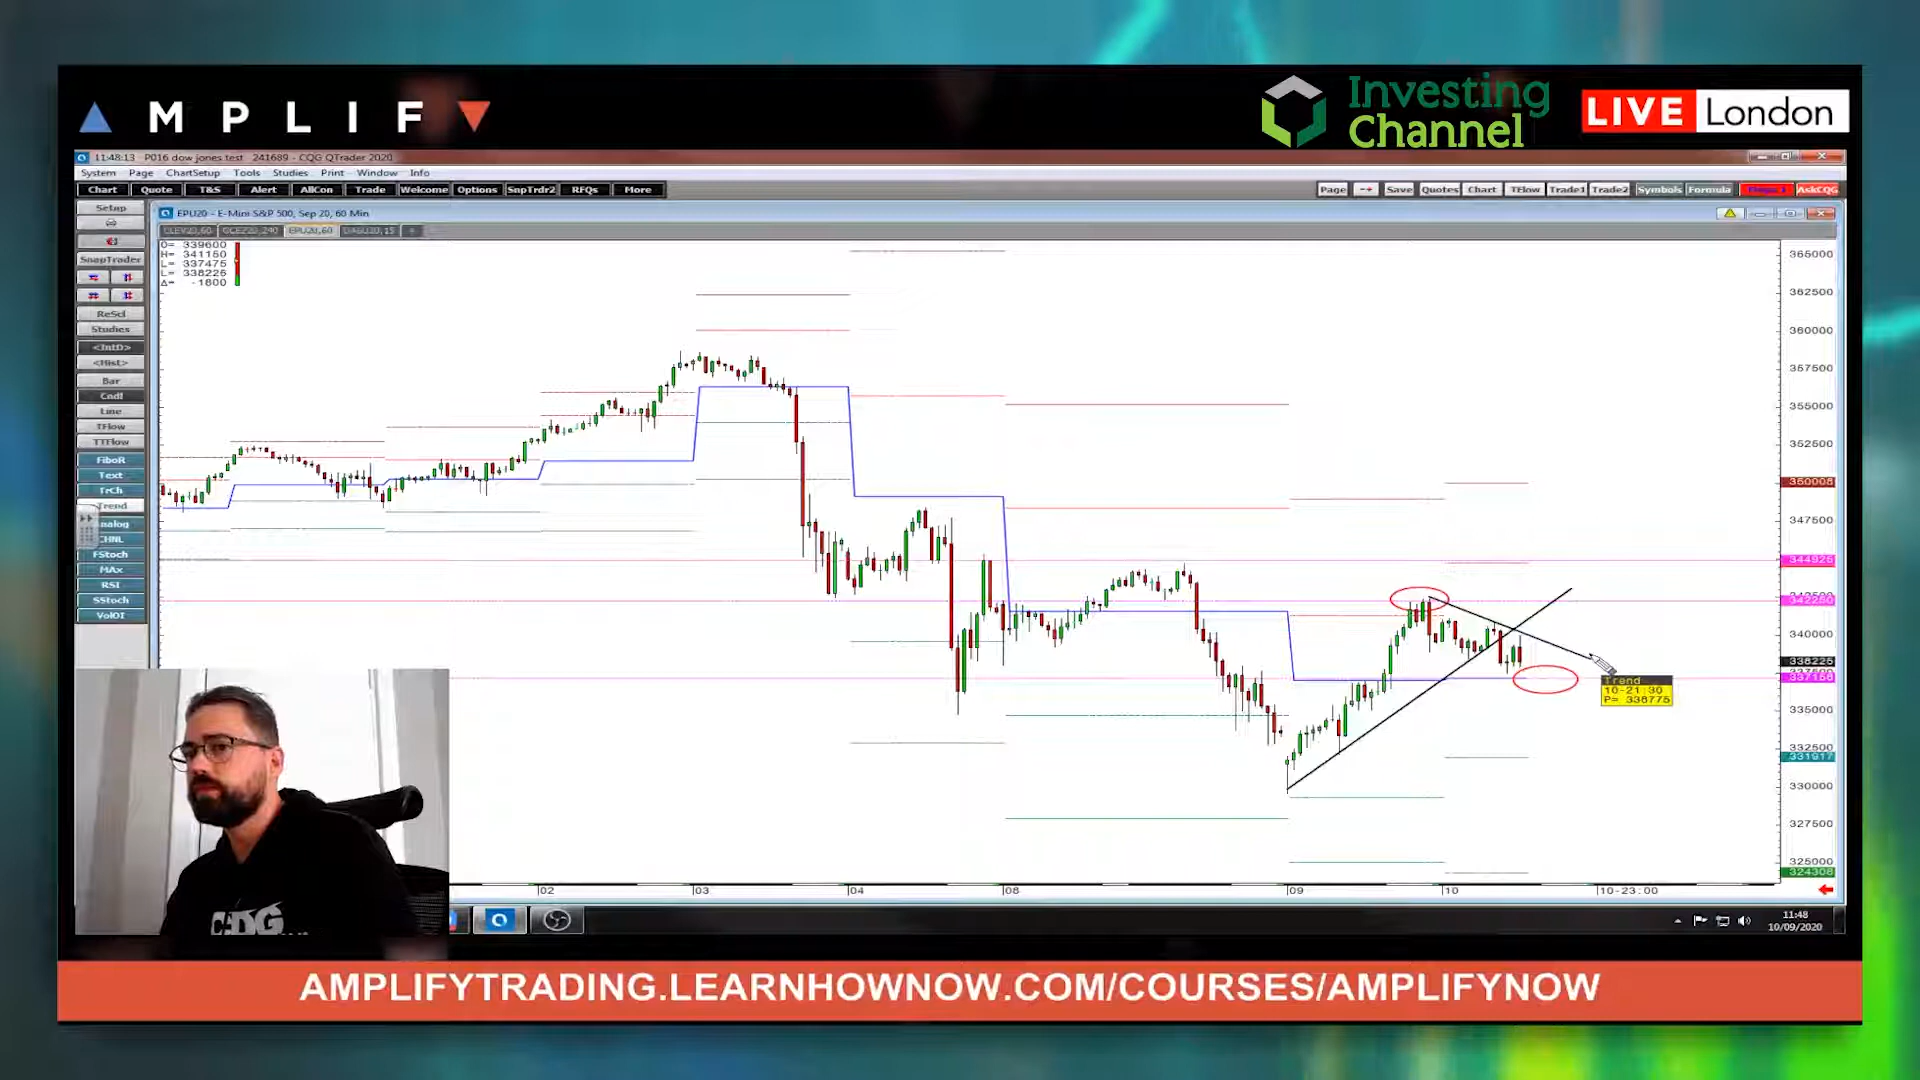 MPLIF
Investing
Channel
LIVE London
11:48:13 - P016 dow jones test 241689 - CQG QTrader 2020
System Page ChartSetup Tools Studies Print Window Info
Chart Quote T&S Alert AllCon Trade Welcome Options SnpTrdr2 RFQs More
Page -+ Save Quotes Chart TFlow Trade1 Trade2 Symbols Formula AskCQG
Setup
EPU20 - E-Mini S&P 500, Sep 20, 60 Min
EPU20,60
O= 339600
H= 341150
L= 337475
L= 338225
Δ= -1800
SnapTrader
ReScl
Studies
<IntD>
<Hist>
Bar
Cndl
Line
TFlow
TTFlow
FiboR
Text
TrCh
Trend
nalog
CHNL
FStoch
MAx
RSI
SStoch
VolOI
365000
362500
360000
357500
355000
352500
350008
347500
344925
342250
340000
338225
337158
335000
332500
331917
330000
327500
325000
324308
Trend
10-21:30
P= 338775
02 03 04 08 09 10 10-23:00
11:48
10/09/2020
AMPLIFYTRADING.LEARNHOWNOW.COM/COURSES/AMPLIFYNOW